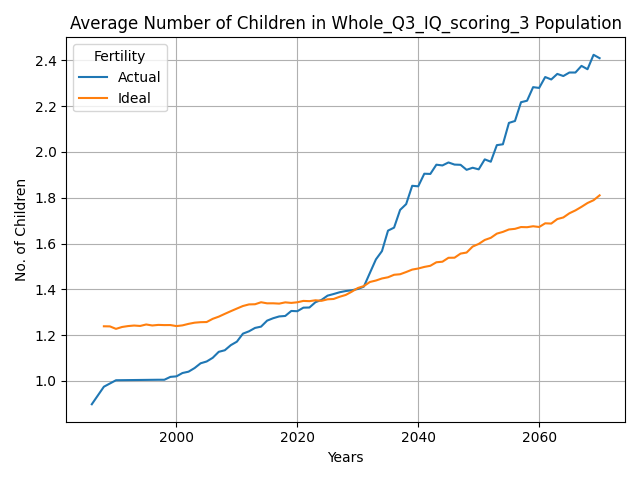 Average Number of Children in Whole_Q3_IQ_scoring_3 Population
Fertility
Actual
Ideal
No. of Children
2.4
2.2
2.0
1.8
1.6
1.4
1.2
1.0
2000
2020
2040
2060
Years